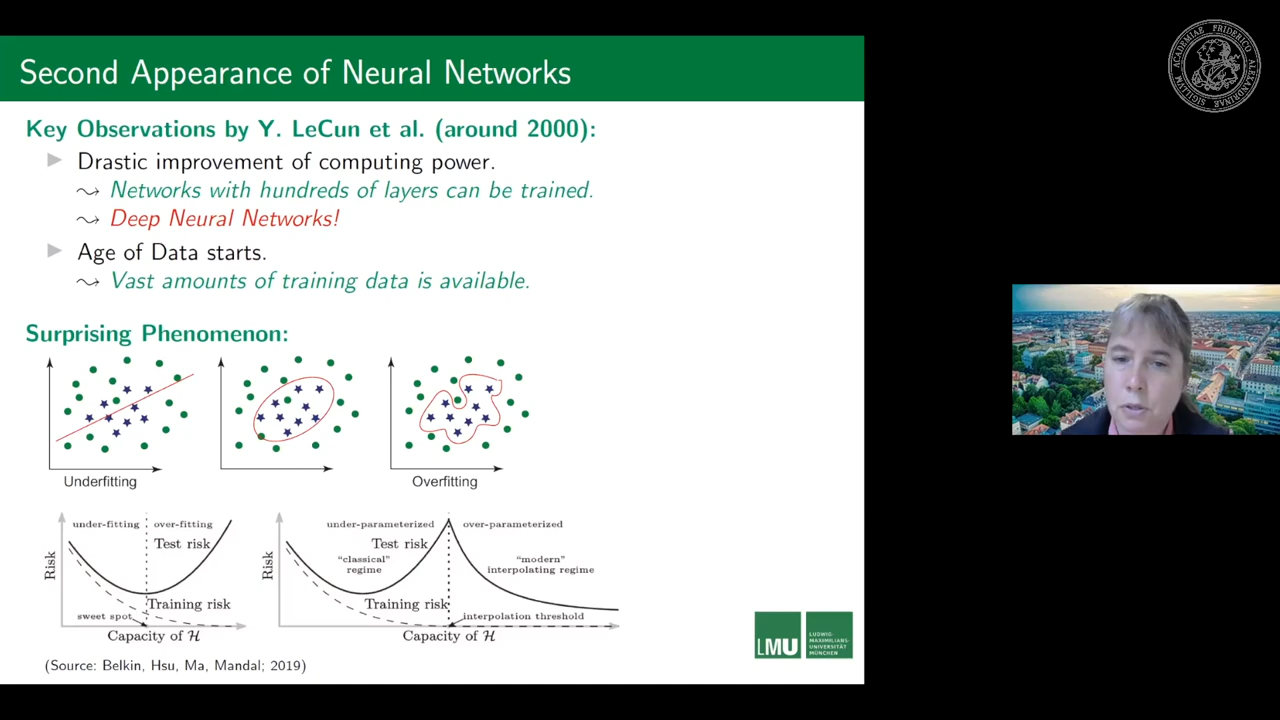 Second Appearance of Neural Networks
Key Observations by Y. LeCun et al. (around 2000):
Drastic improvement of computing power.
⇝ Networks with hundreds of layers can be trained.
⇝ Deep Neural Networks!
Age of Data starts.
⇝ Vast amounts of training data is available.
Surprising Phenomenon:
Underfitting
Overfitting
under-fitting
over-fitting
Test risk
Risk
Training risk
sweet spot
Capacity of ℋ
under-parameterized
over-parameterized
Test risk
"classical"
regime
"modern"
interpolating regime
Risk
Training risk
interpolation threshold
Capacity of ℋ
(Source: Belkin, Hsu, Ma, Mandal; 2019)
LMU
LUDWIG-
MAXIMILIANS-
UNIVERSITÄT
MÜNCHEN
ACADEMIAE FRIDERICO ALEXANDRINAE SIGILLVM